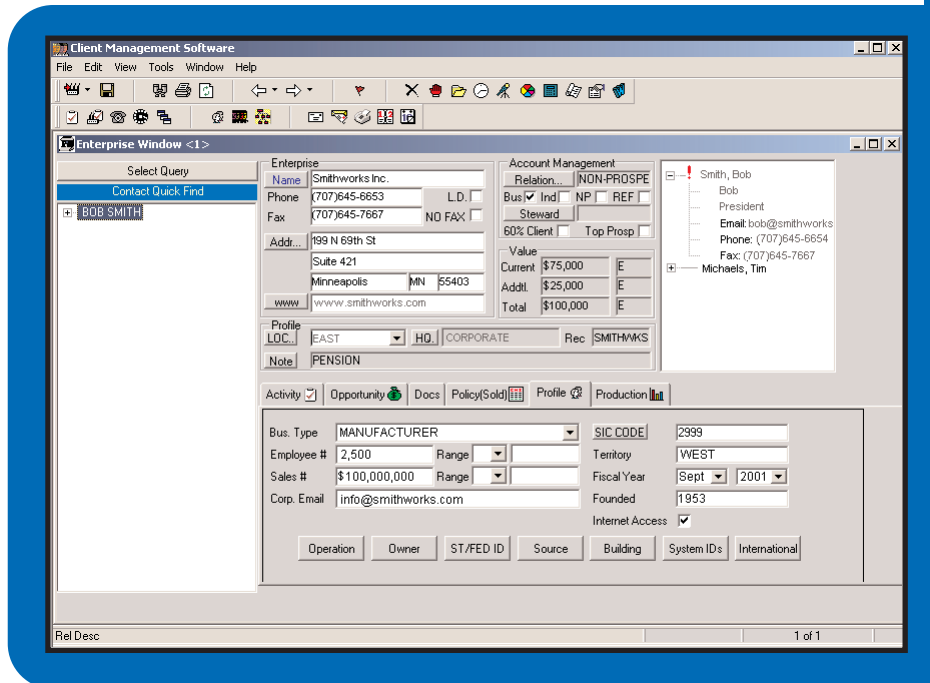 Client Management Software
File Edit View Tools Window Help
Enterprise Window <1>
Select Query
Contact Quick Find
BOB SMITH
Enterprise
Name Smithworks Inc.
Phone (707)645-6653 L.D.
Fax (707)645-7667 NO FAX
Addr... 199 N 69th St
Suite 421
Minneapolis MN 55403
www www.smithworks.com
Account Management
Relation... NON-PROSPE
Bus Ind NP REF
Steward
60% Client Top Prosp
Value
Current $75,000 E
Addtl. $25,000 E
Total $100,000 E
Smith, Bob
Bob
President
Email: bob@smithworks
Phone: (707)645-6654
Fax: (707)645-7667
Michaels, Tim
Profile
LOC.. EAST HQ. CORPORATE Rec SMITHWKS
Note PENSION
Activity Opportunity Docs Policy(Sold) Profile Production
Bus. Type MANUFACTURER SIC CODE 2999
Employee # 2,500 Range Territory WEST
Sales # $100,000,000 Range Fiscal Year Sept 2001
Corp. Email info@smithworks.com Founded 1953
Internet Access
Operation Owner ST/FED ID Source Building System IDs International
Rel Desc 1 of 1